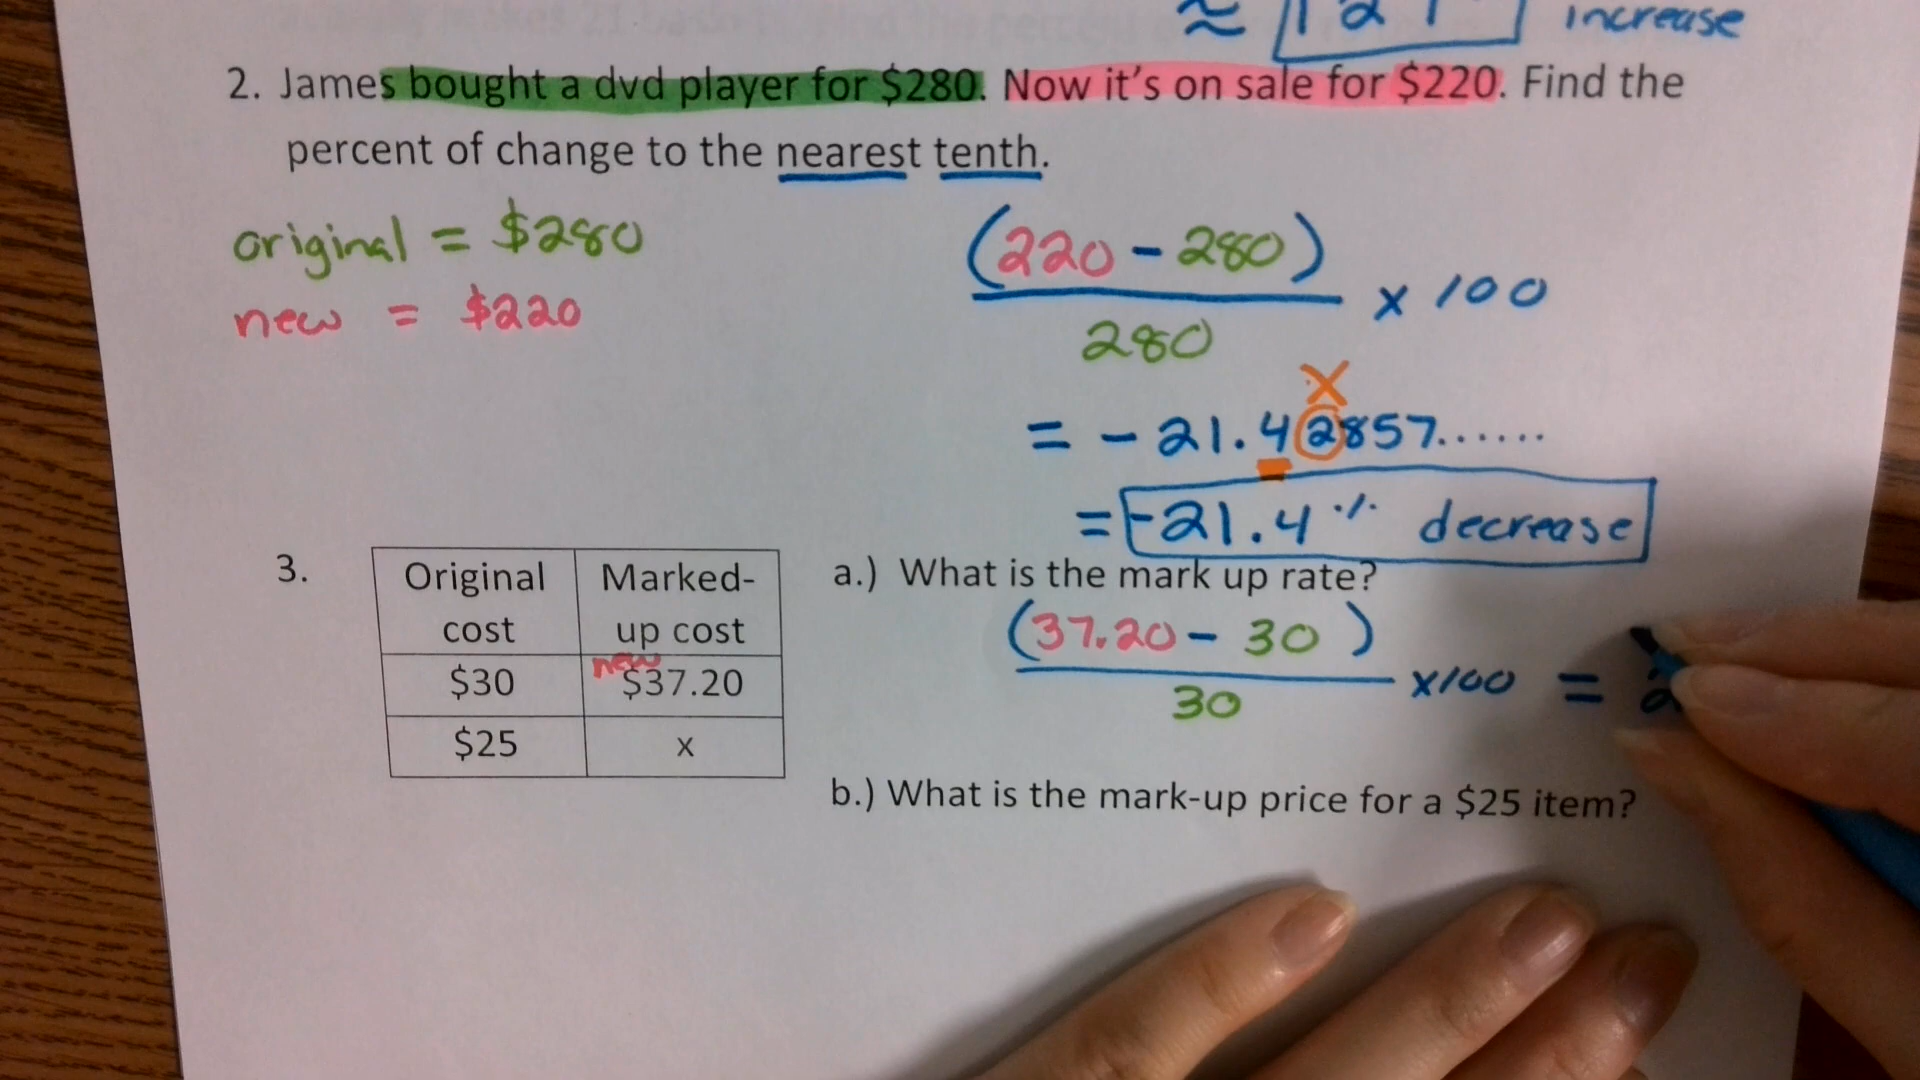 ≈ increase
2. James bought a dvd player for $280. Now it's on sale for $220. Find the
percent of change to the nearest tenth.
original = $280
new = $220
(220 - 280)
280
x 100
x
= - 21.42857.......
= -21.4 % decrease
3.
Original cost
Marked-up cost
$30
new
$37.20
$25
x
a.) What is the mark up rate?
(37.20 - 30)
30
x100 = 2
b.) What is the mark-up price for a $25 item?